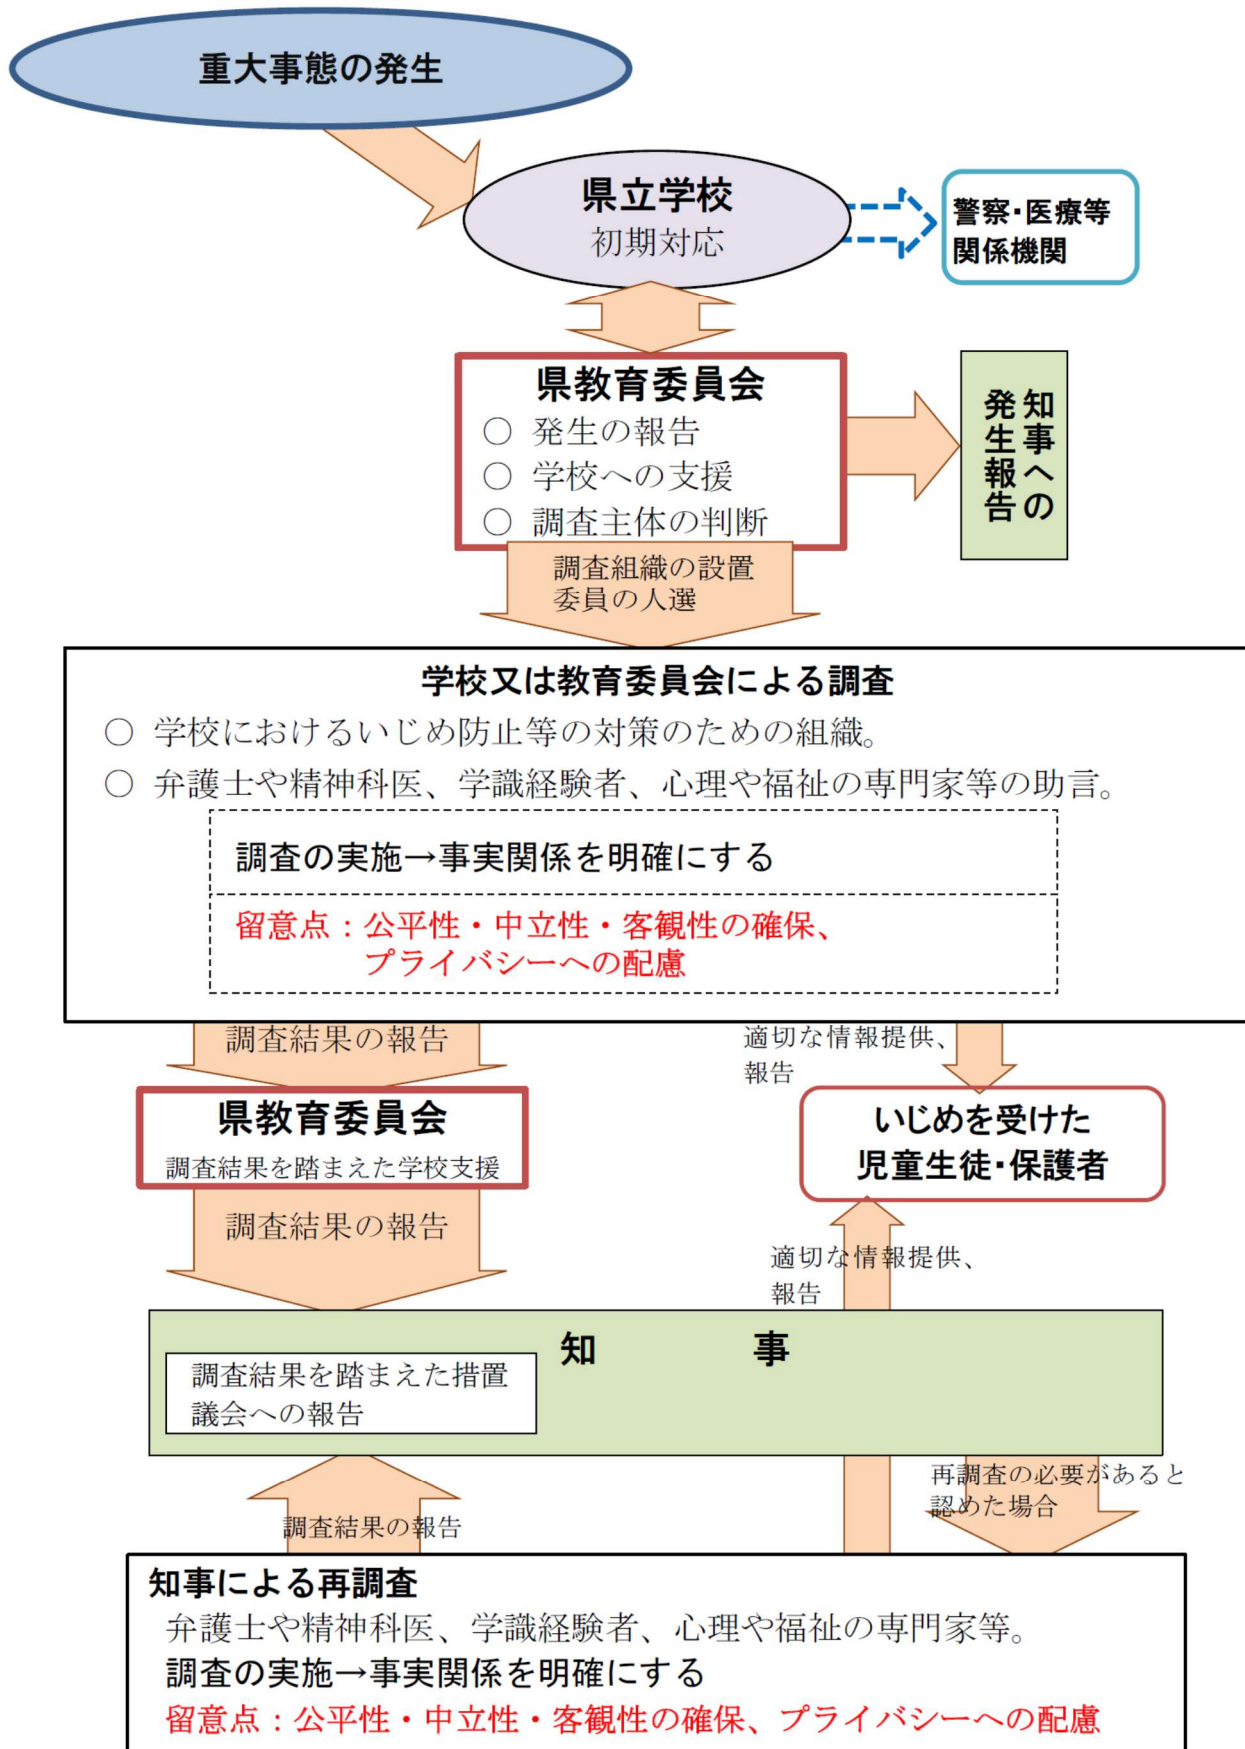 重大事態の発生
県立学校
初期対応
警察・医療等
関係機関
県教育委員会
○ 発生の報告
○ 学校への支援
○ 調査主体の判断
知事への
発生報告
調査組織の設置
委員の人選
学校又は教育委員会による調査
○ 学校におけるいじめ防止等の対策のための組織。
○ 弁護士や精神科医、学識経験者、心理や福祉の専門家等の助言。
調査の実施→事実関係を明確にする
留意点：公平性・中立性・客観性の確保、
プライバシーへの配慮
調査結果の報告
適切な情報提供、
報告
県教育委員会
調査結果を踏まえた学校支援
いじめを受けた
児童生徒・保護者
調査結果の報告
適切な情報提供、
報告
知　　　事
調査結果を踏まえた措置
議会への報告
調査結果の報告
再調査の必要があると
認めた場合
知事による再調査
弁護士や精神科医、学識経験者、心理や福祉の専門家等。
調査の実施→事実関係を明確にする
留意点：公平性・中立性・客観性の確保、プライバシーへの配慮